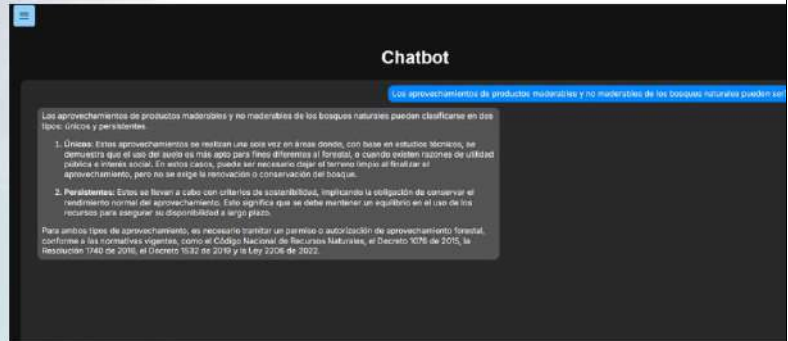 Chatbot
Los aprovechamientos de productos maderables y no maderables de los bosques naturales pueden ser
Los aprovechamientos de productos maderables y no maderables de los bosques naturales pueden clasificarse en dos
tipos: únicos y persistentes.
1. Únicos: Estos aprovechamientos se realizan una sola vez en áreas donde, con base en estudios técnicos, se
demuestra que el uso del suelo es más apto para fines diferentes al forestal, o cuando existen razones de utilidad
pública e interés social. En estos casos, puede ser necesario dejar el terreno limpio al finalizar el
aprovechamiento, pero no se exige la renovación o conservación del bosque.
2. Persistentes: Estos se llevan a cabo con criterios de sostenibilidad, implicando la obligación de conservar el
rendimiento normal del aprovechamiento. Esto significa que se debe mantener un equilibrio en el uso de los
recursos para asegurar su disponibilidad a largo plazo.
Para ambos tipos de aprovechamiento, es necesario tramitar un permiso o autorización de aprovechamiento forestal,
conforme a las normativas vigentes, como el Código Nacional de Recursos Naturales, el Decreto 1076 de 2015, la
Resolución 1740 de 2016, el Decreto 1532 de 2019 y la Ley 2206 de 2022.